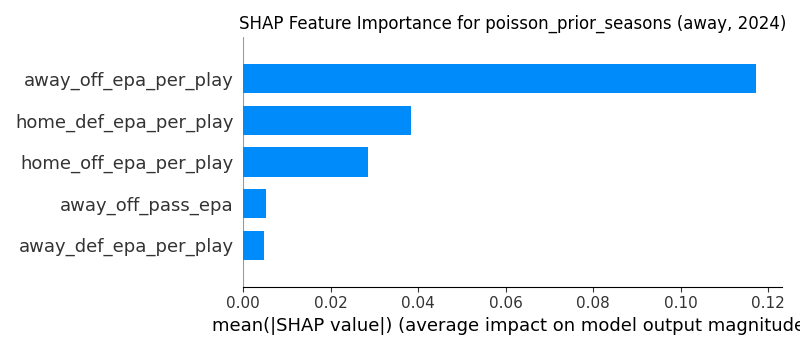 SHAP Feature Importance for poisson_prior_seasons (away, 2024)
away_off_epa_per_play
home_def_epa_per_play
home_off_epa_per_play
away_off_pass_epa
away_def_epa_per_play
0.00 0.02 0.04 0.06 0.08 0.10 0.12
mean(|SHAP value|) (average impact on model output magnitude